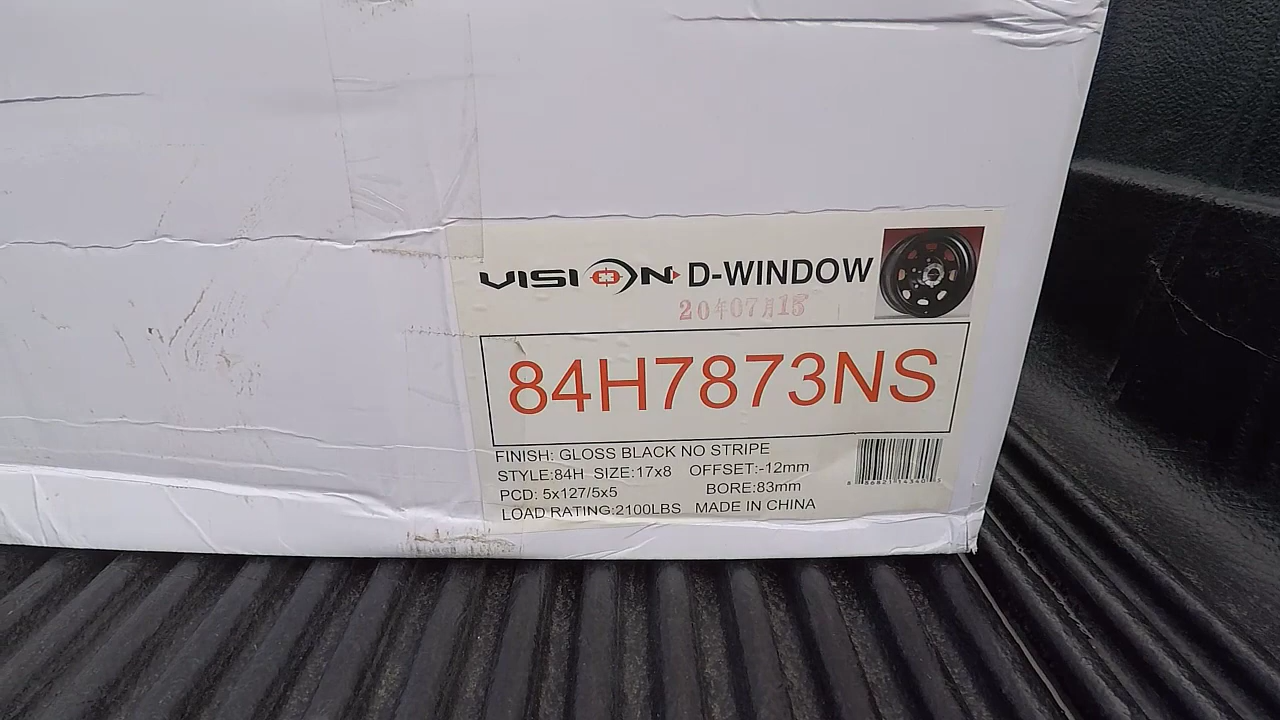 VISION D-WINDOW
20年07月15
84H7873NS
FINISH: GLOSS BLACK NO STRIPE
STYLE:84H SIZE:17x8 OFFSET:-12mm
PCD: 5x127/5x5 BORE:83mm
LOAD RATING:2100LBS MADE IN CHINA